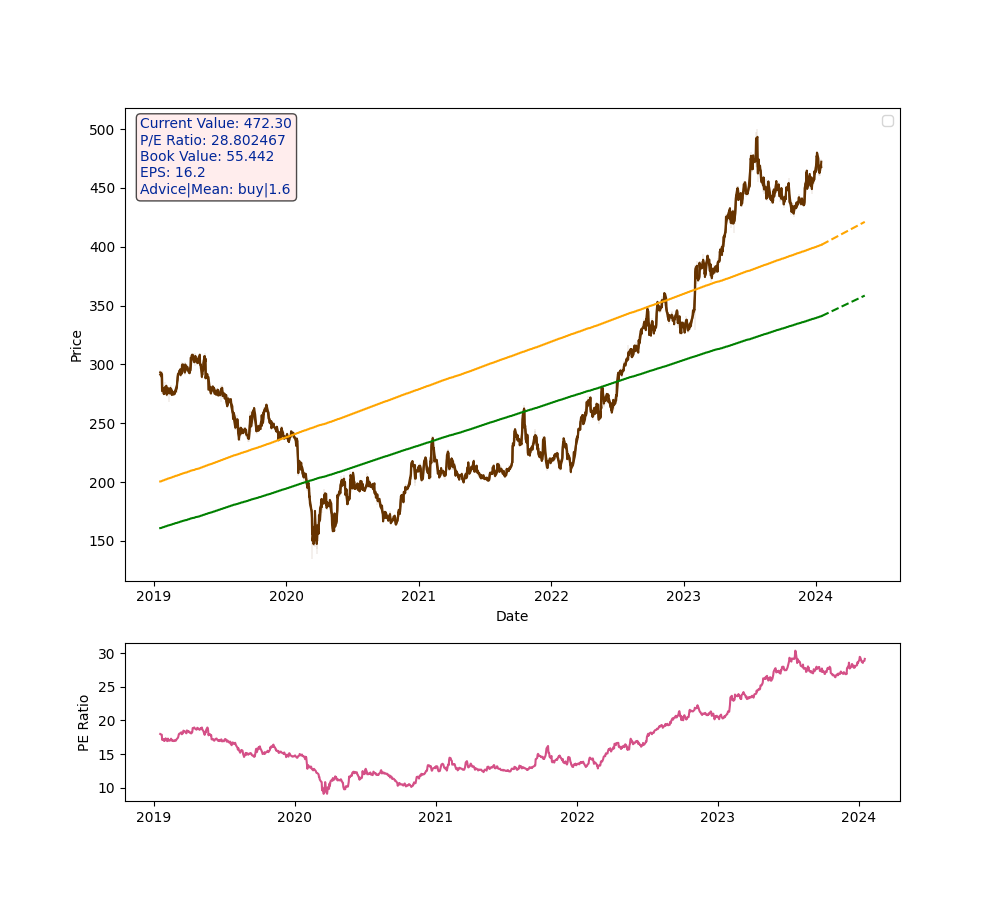 Current Value: 472.30
P/E Ratio: 28.802467
Book Value: 55.442
EPS: 16.2
Advice|Mean: buy|1.6
500
450
400
350
300
250
200
150
Price
2019 2020 2021 2022 2023 2024
Date
30
25
20
15
10
PE Ratio
2019 2020 2021 2022 2023 2024